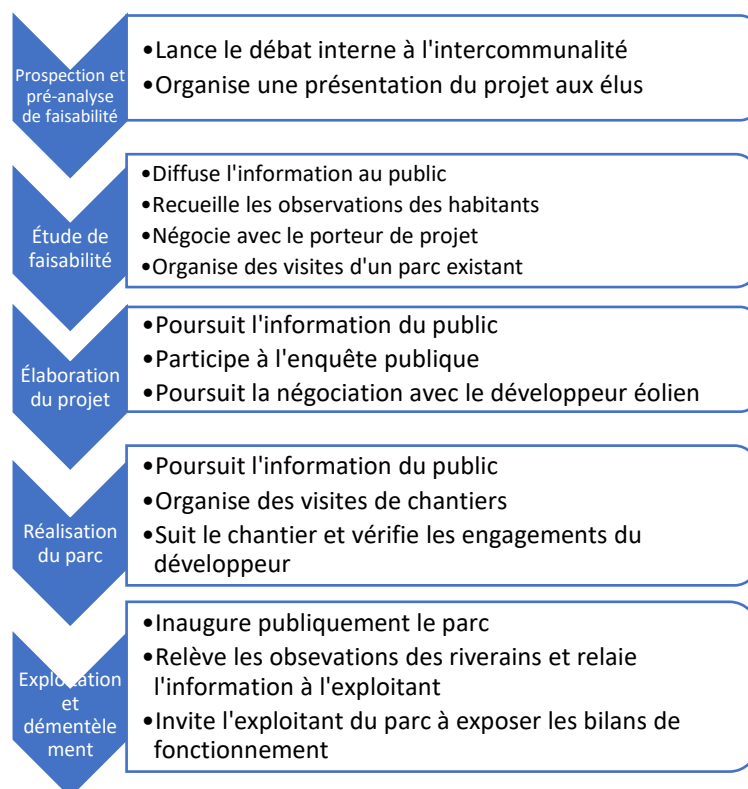 Prospection et
pré-analyse
de faisabilité
•Lance le débat interne à l'intercommunalité
•Organise une présentation du projet aux élus
Étude de
faisabilité
•Diffuse l'information au public
•Recueille les observations des habitants
•Négocie avec le porteur de projet
•Organise des visites d'un parc existant
Élaboration
du projet
•Poursuit l'information du public
•Participe à l'enquête publique
•Poursuit la négociation avec le développeur éolien
Réalisation
du parc
•Poursuit l'information du public
•Organise des visites de chantiers
•Suit le chantier et vérifie les engagements du
développeur
Exploitation
et
démentèle
ment
•Inaugure publiquement le parc
•Relève les obsevations des riverains et relaie
l'information à l'exploitant
•Invite l'exploitant du parc à exposer les bilans de
fonctionnement